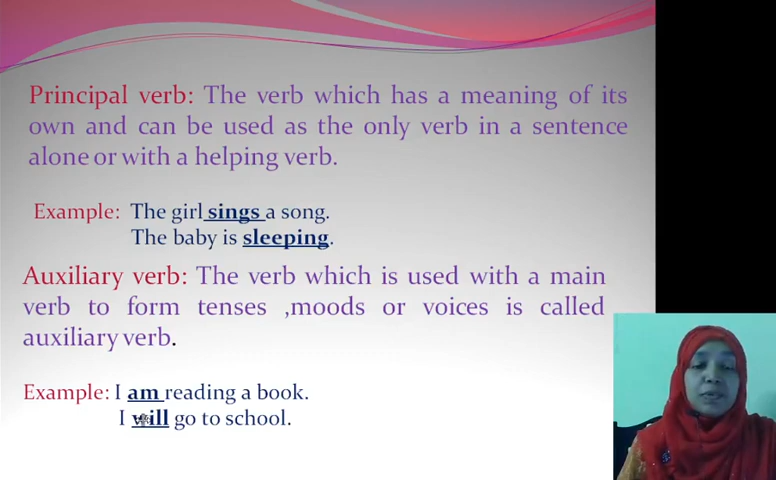 Principal verb: The verb which has a meaning of its
own and can be used as the only verb in a sentence
alone or with a helping verb.
Example: The girl sings a song.
The baby is sleeping.
Auxiliary verb: The verb which is used with a main
verb to form tenses ,moods or voices is called
auxiliary verb.
Example: I am reading a book.
I will go to school.